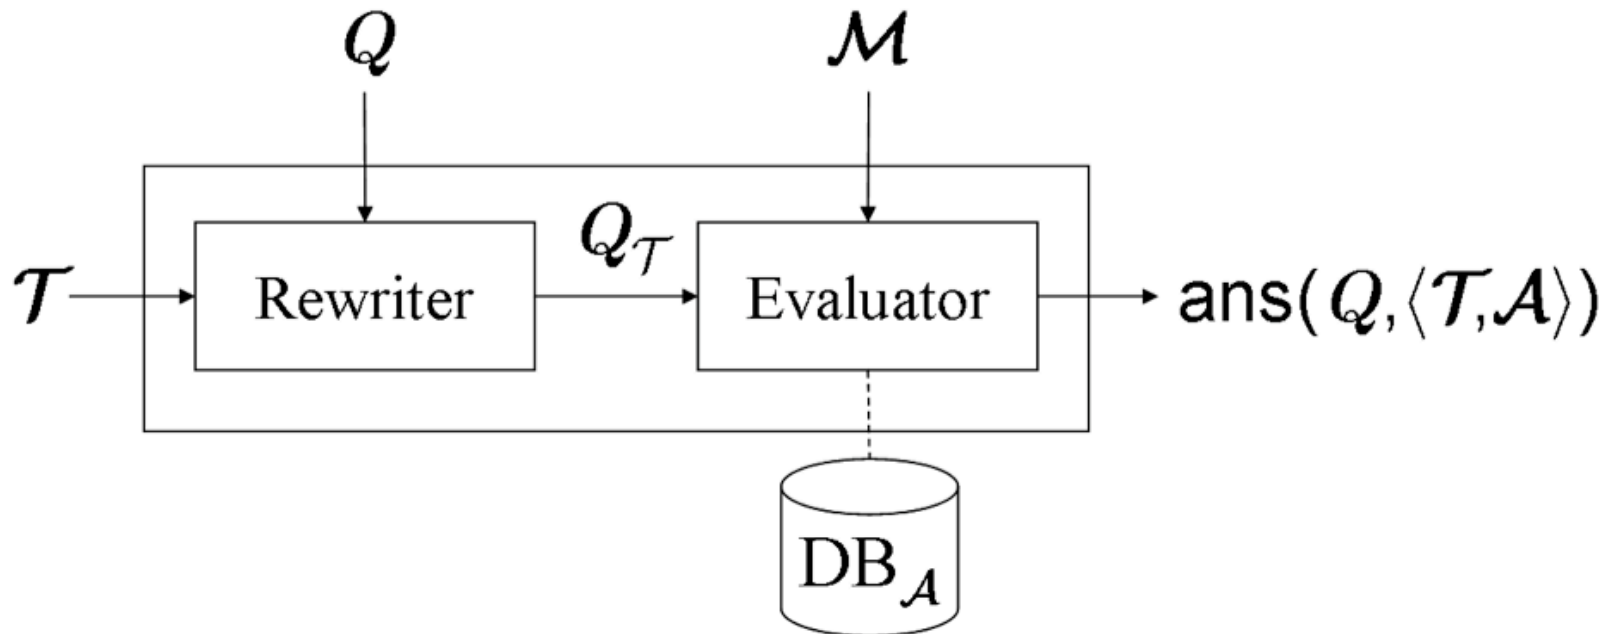 Q
𝓜
Q_𝒯
𝓣
Rewriter
Evaluator
ans(Q,⟨𝓣,𝓐⟩)
DB_𝓐